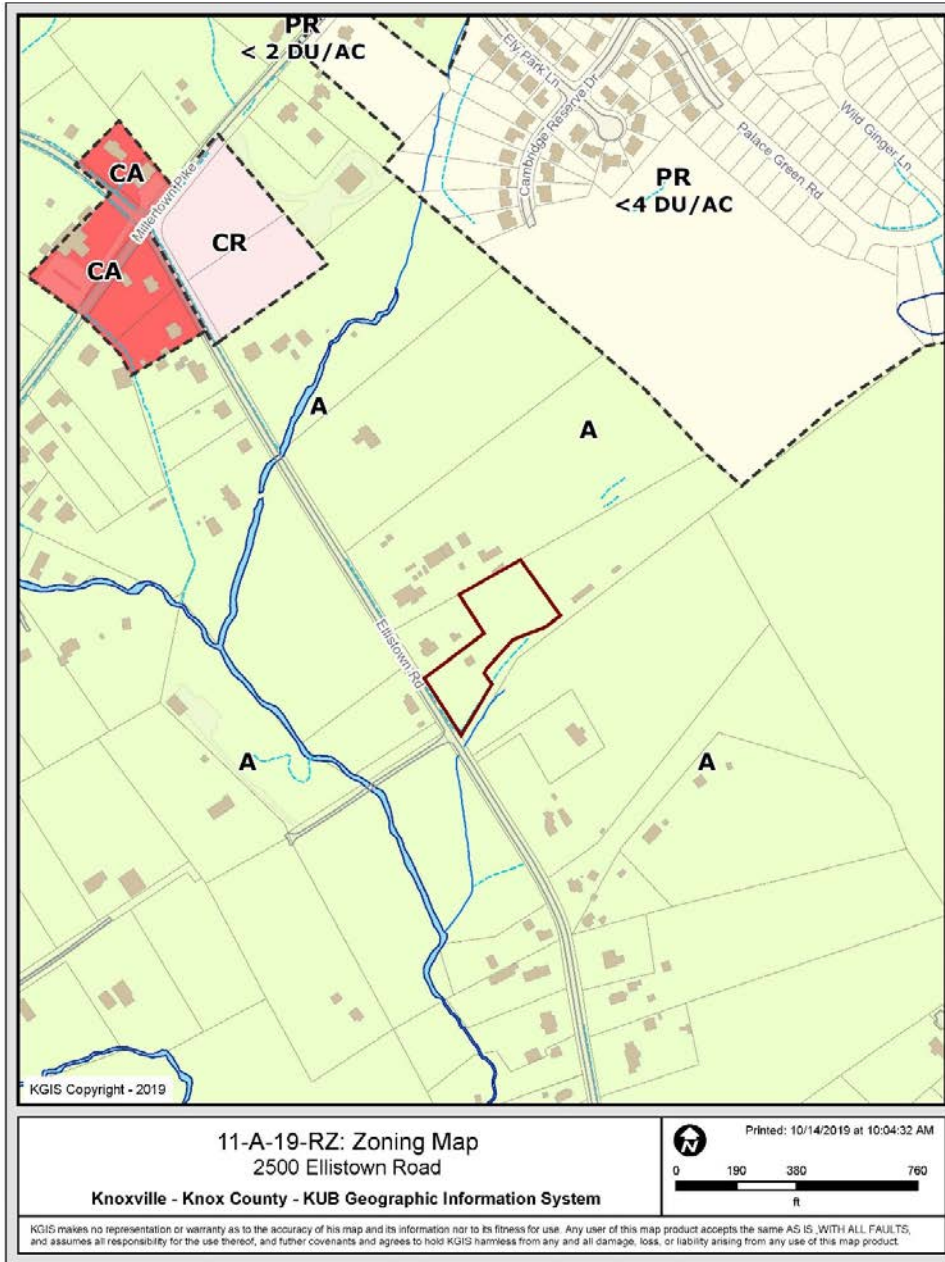 PR
< 2 DU/AC
Ely Park Ln
Cambridge Reserve Dr
Wild Ginger Ln
Palace Green Rd
PR
<4 DU/AC
CA
Millertown Pike
CR
CA
A
A
Ellistown Rd
A
A
KGIS Copyright - 2019
11-A-19-RZ: Zoning Map
2500 Ellistown Road
Knoxville - Knox County - KUB Geographic Information System
N
Printed: 10/14/2019 at 10:04:32 AM
0 190 380 760
ft
KGIS makes no representation or warranty as to the accuracy of his map and its information nor to its fitness for use. Any user of this map product accepts the same AS IS ,WITH ALL FAULTS,
and assumes all responsibility for the use thereof, and futher covenants and agrees to hold KGIS harmless from any and all damage, loss, or liability arising from any use of this map product.